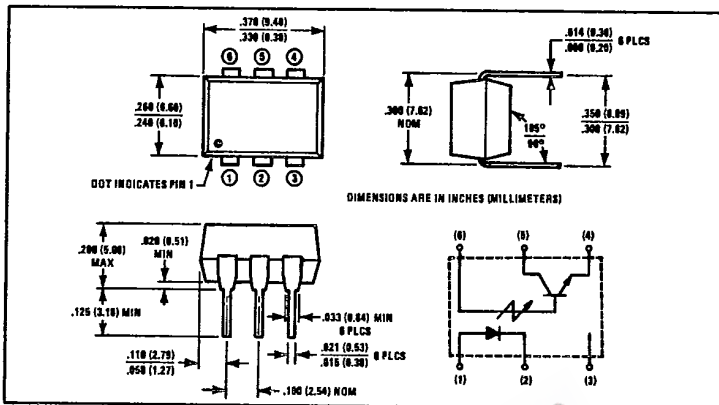 .370 (9.40)
.330 (8.38)
6 5 4
.260 (6.60)
.240 (6.10)
1 2 3
DOT INDICATES PIN 1
.014 (0.36)
.008 (0.20)
6 PLCS
.300 (7.62)
NOM
.350 (8.89)
.300 (7.62)
105°
90°
DIMENSIONS ARE IN INCHES (MILLIMETERS)
.200 (5.08)
MAX
.020 (0.51)
MIN
.125 (3.18) MIN
.033 (0.84) MIN
6 PLCS
.021 (0.53)
.015 (0.38)
6 PLCS
.110 (2.79)
.050 (1.27)
.100 (2.54) NOM
(6) (5) (4)
(1) (2) (3)